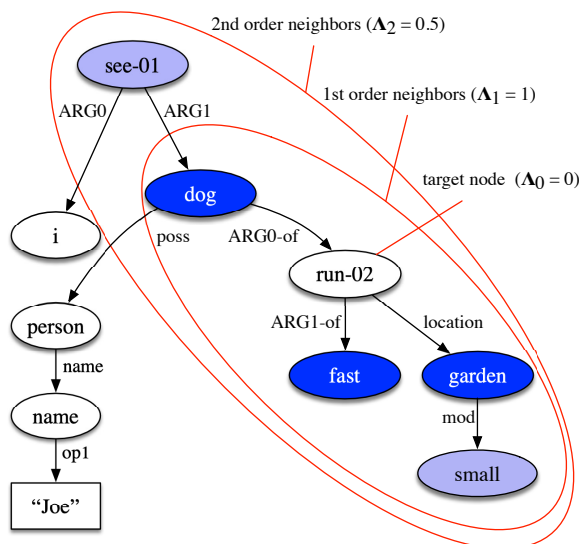 2nd order neighbors (Λ2 = 0.5)
see-01
1st order neighbors (Λ1 = 1)
ARG0
ARG1
target node (Λ0 = 0)
dog
i
poss
ARG0-of
run-02
person
ARG1-of
location
name
fast
garden
name
mod
op1
small
“Joe”